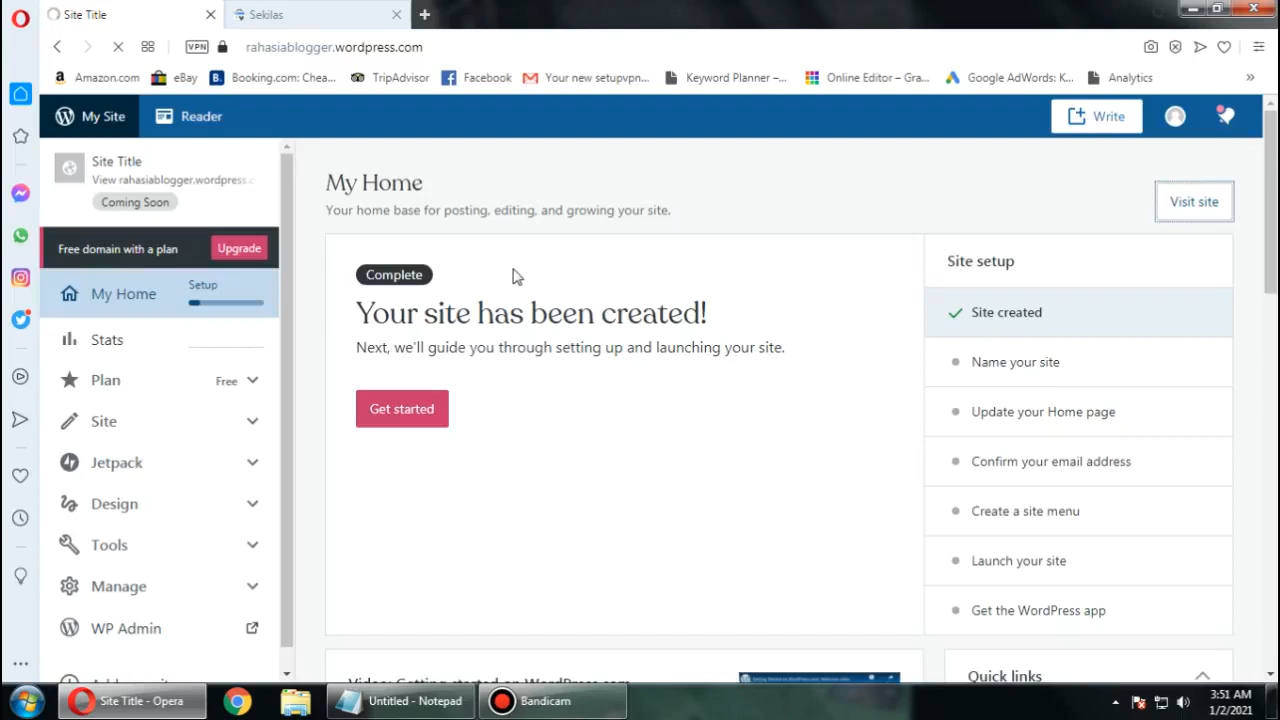 Site Title
Sekilas
VPN
rahasiablogger.wordpress.com
Amazon.com
eBay
Booking.com: Chea...
TripAdvisor
Facebook
Your new setupvpn...
Keyword Planner –...
Online Editor – Gra...
Google AdWords: K...
Analytics
My Site
Reader
Write
Site Title
View rahasiablogger.wordpress.c
Coming Soon
Free domain with a plan
Upgrade
My Home
Setup
Stats
Plan
Free
Site
Jetpack
Design
Tools
Manage
WP Admin
My Home
Your home base for posting, editing, and growing your site.
Visit site
Complete
Your site has been created!
Next, we'll guide you through setting up and launching your site.
Get started
Site setup
Site created
Name your site
Update your Home page
Confirm your email address
Create a site menu
Launch your site
Get the WordPress app
Quick links
Site Title - Opera
Untitled - Notepad
Bandicam
3:51 AM
1/2/2021